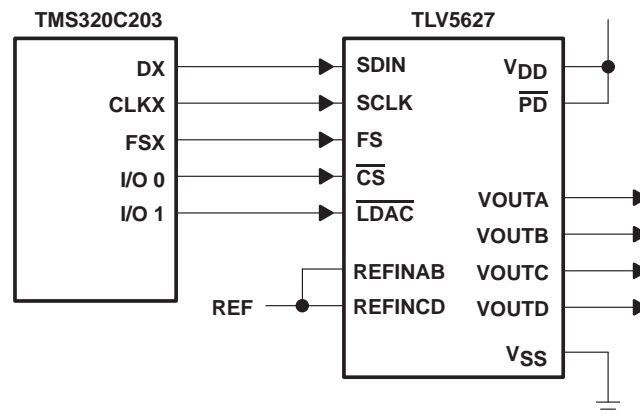 TMS320C203
DX
CLKX
FSX
I/O 0
I/O 1
REF
TLV5627
SDIN
SCLK
FS
CS
LDAC
REFINAB
REFINCD
VDD
PD
VOUTA
VOUTB
VOUTC
VOUTD
VSS